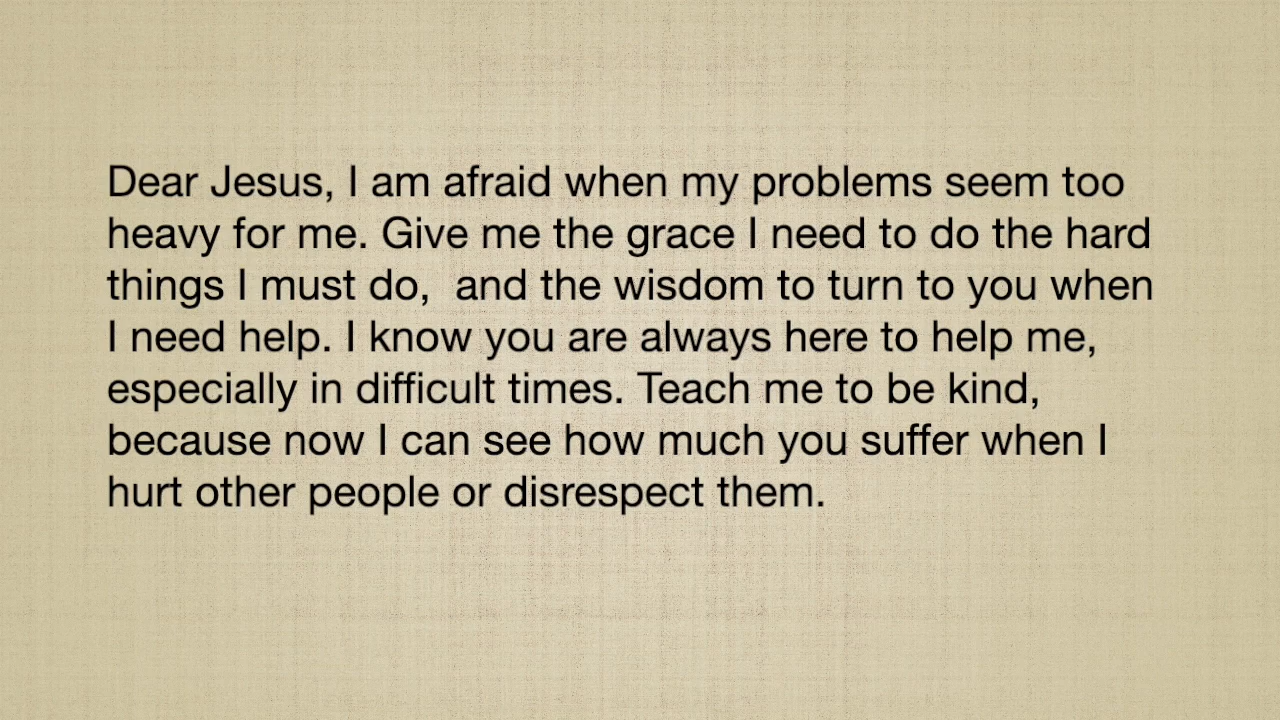 Dear Jesus, I am afraid when my problems seem too
heavy for me. Give me the grace I need to do the hard
things I must do,  and the wisdom to turn to you when
I need help. I know you are always here to help me,
especially in difficult times. Teach me to be kind,
because now I can see how much you suffer when I
hurt other people or disrespect them.